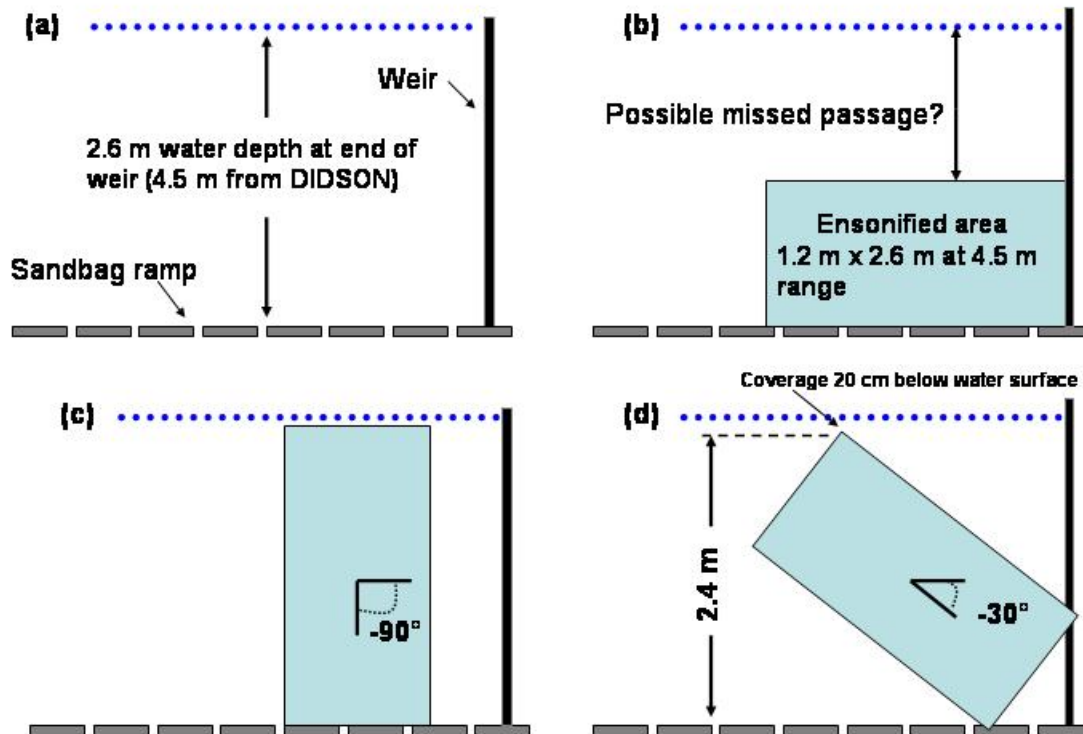 (a)
Weir
2.6 m water depth at end of
weir (4.5 m from DIDSON)
Sandbag ramp
(b)
Possible missed passage?
Ensonified area
1.2 m x 2.6 m at 4.5 m
range
(c)
-90°
Coverage 20 cm below water surface
(d)
2.4 m
-30°